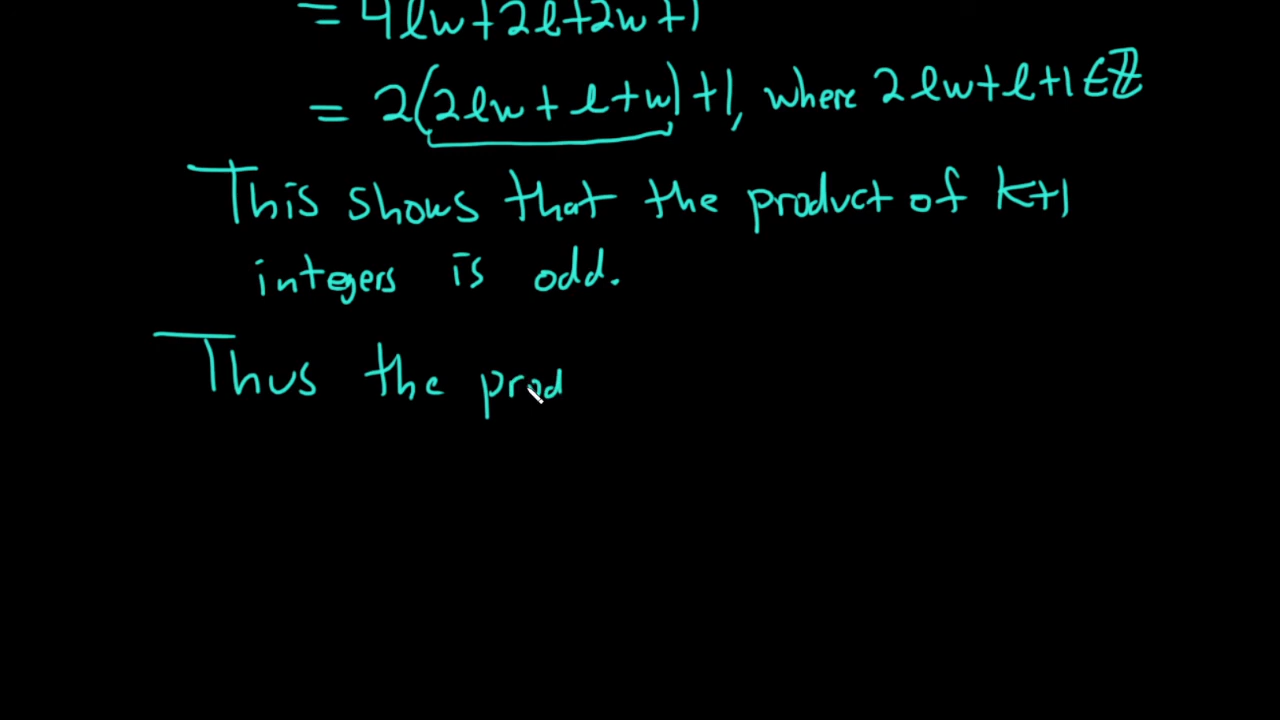 = 4lw+2l+2w+1
= 2(2lw+l+w)+1, where 2lw+l+1∈ℤ
This shows that the product of k+1
integers is odd.
Thus the prod